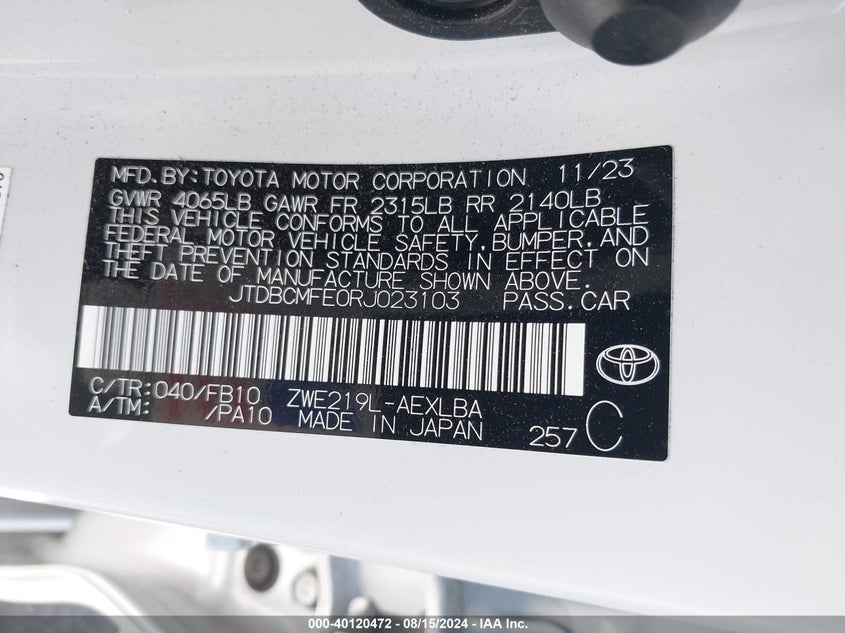 MFD.BY:TOYOTA MOTOR CORPORATION 11/23
GVWR 4065LB GAWR FR 2315LB RR 2140LB
THIS VEHICLE CONFORMS TO ALL APPLICABLE
FEDERAL MOTOR VEHICLE SAFETY,BUMPER,AND
THEFT PREVENTION STANDARDS IN EFFECT ON
THE DATE OF MANUFACTURE SHOWN ABOVE.
JTDBCMFE0RJ023103 PASS.CAR
C/TR:040/FB10 ZWE219L-AEXLBA
A/TM: /PA10 MADE IN JAPAN
257 C
000-40120472 - 08/15/2024 - IAA Inc.